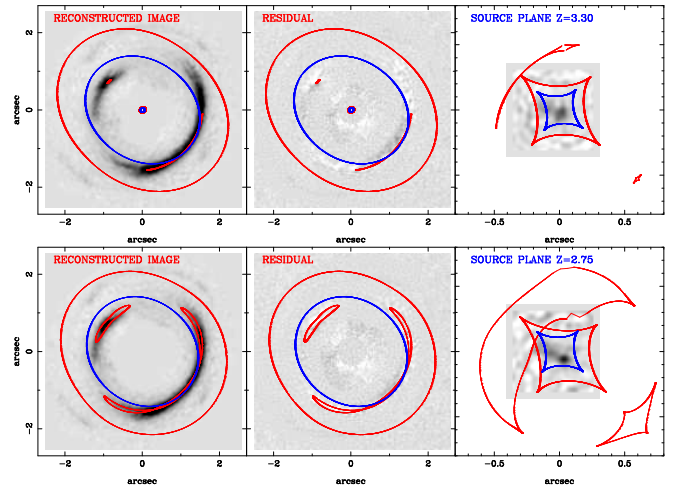 RECONSTRUCTED IMAGE
RESIDUAL
SOURCE PLANE Z=3.30
2
0
−2
arcsec
−2
0
2
arcsec
−2
0
2
arcsec
−0.5
0
0.5
arcsec
RECONSTRUCTED IMAGE
RESIDUAL
SOURCE PLANE Z=2.75
2
0
−2
arcsec
−2
0
2
arcsec
−2
0
2
arcsec
−0.5
0
0.5
arcsec